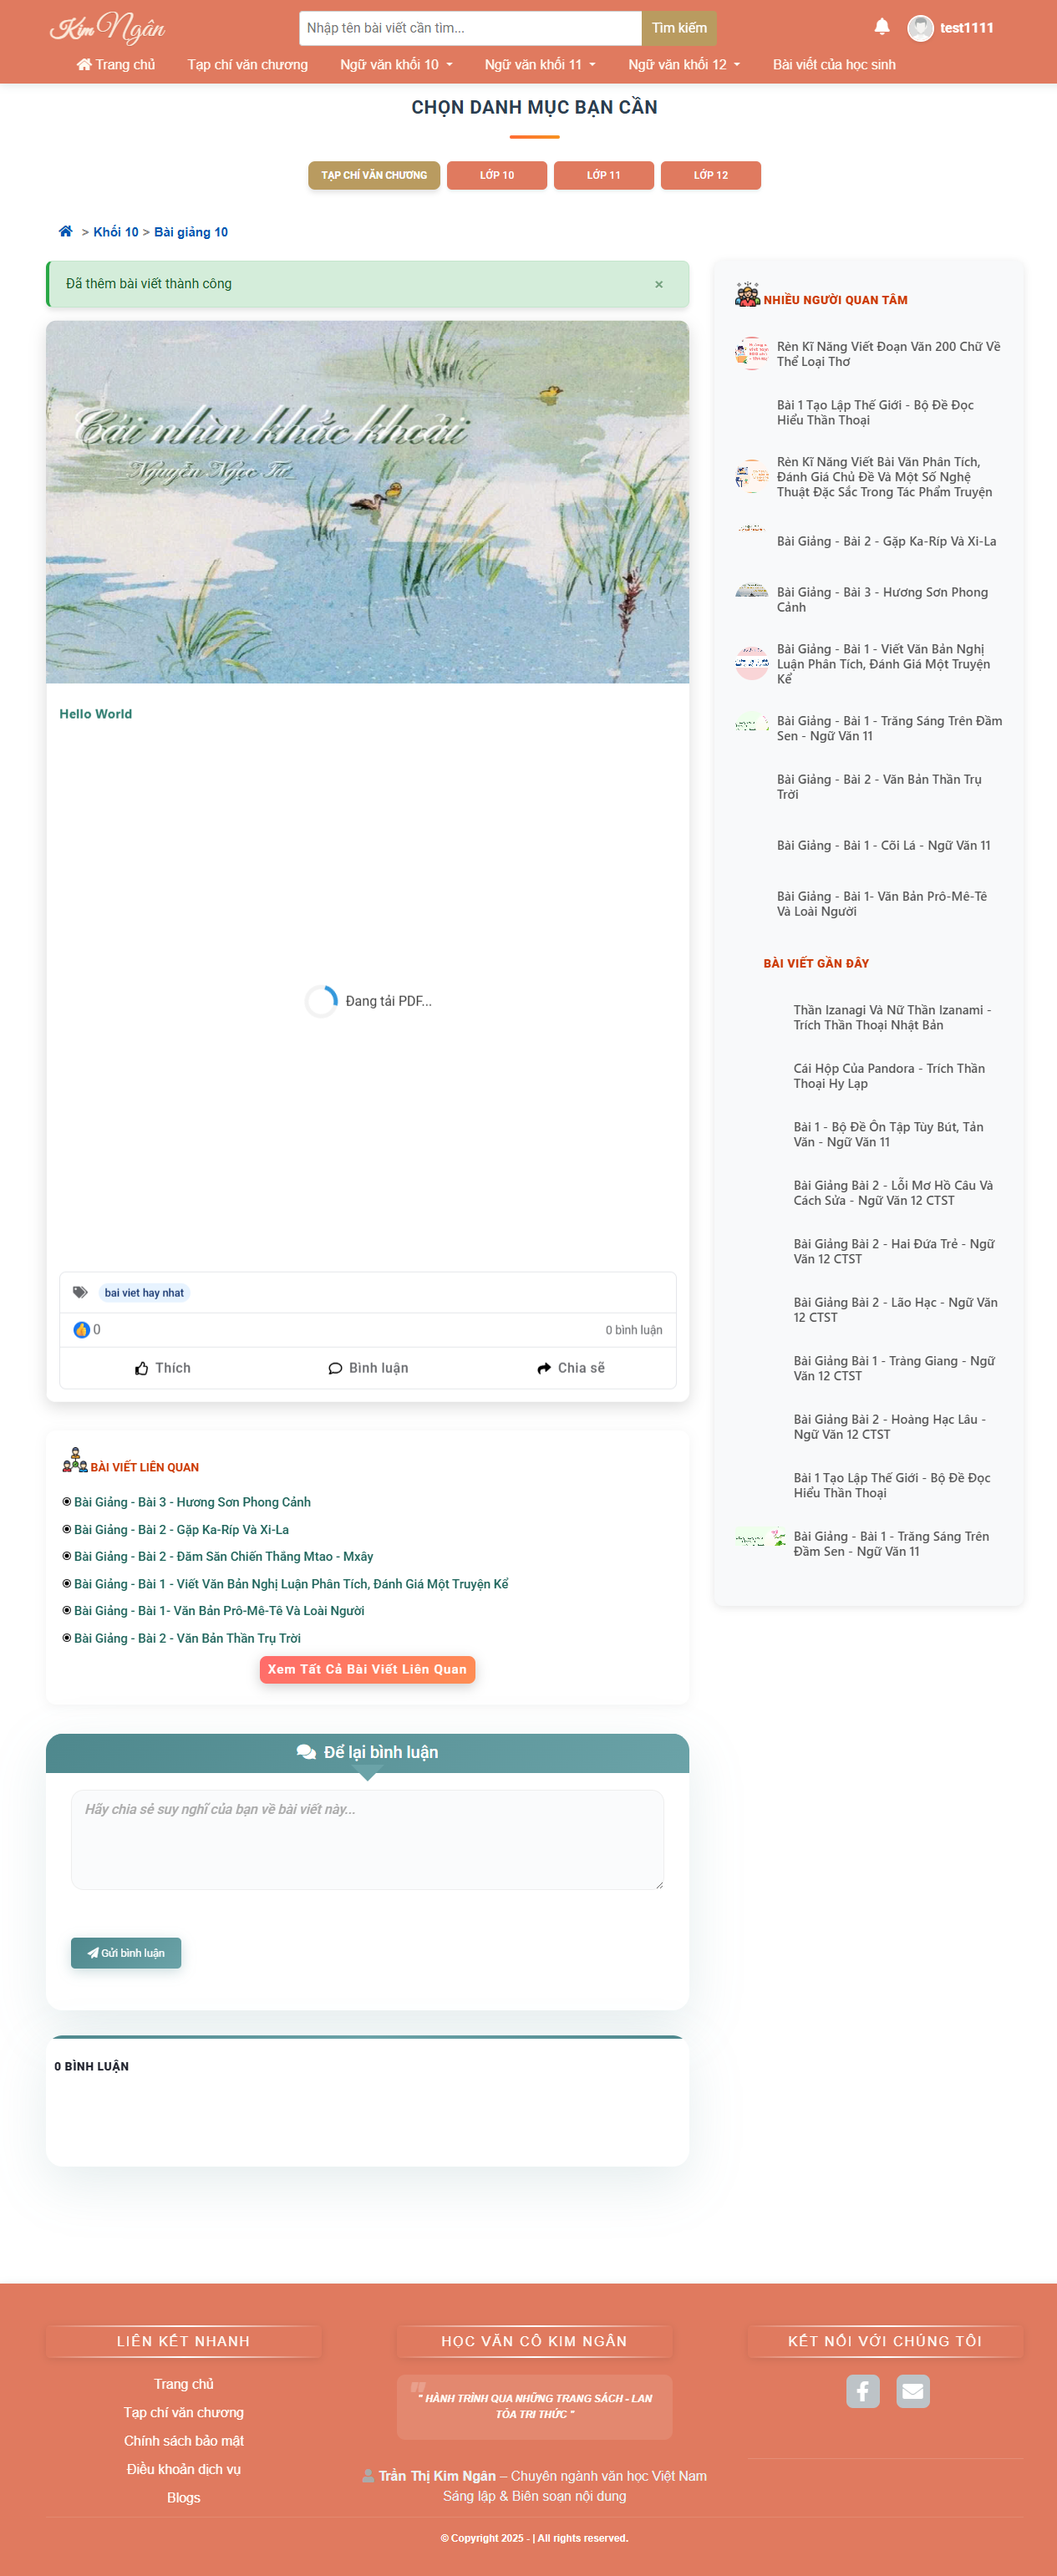 Kim Ngân
Nhập tên bài viết cần tìm...
Tìm kiếm
test1111
Trang chủ
Tạp chí văn chương
Ngữ văn khối 10
Ngữ văn khối 11
Ngữ văn khối 12
Bài viết của học sinh
CHỌN DANH MỤC BẠN CẦN
TẠP CHÍ VĂN CHƯƠNG
LỚP 10
LỚP 11
LỚP 12
> Khối 10 > Bài giảng 10
Đã thêm bài viết thành công ×
Cái nhìn khắc khoải
Nguyễn Ngọc Tư
Hello World
Đang tải PDF...
bai viet hay nhat
0
0 bình luận
Thích
Bình luận
Chia sẽ
BÀI VIẾT LIÊN QUAN
Bài Giảng - Bài 3 - Hương Sơn Phong Cảnh
Bài Giảng - Bài 2 - Gặp Ka-Ríp Và Xi-La
Bài Giảng - Bài 2 - Đăm Săn Chiến Thắng Mtao - Mxây
Bài Giảng - Bài 1 - Viết Văn Bản Nghị Luận Phân Tích, Đánh Giá Một Truyện Kể
Bài Giảng - Bài 1- Văn Bản Prô-Mê-Tê Và Loài Người
Bài Giảng - Bài 2 - Văn Bản Thần Trụ Trời
Xem Tất Cả Bài Viết Liên Quan
Để lại bình luận
Hãy chia sẻ suy nghĩ của bạn về bài viết này...
Gửi bình luận
0 BÌNH LUẬN
NHIỀU NGƯỜI QUAN TÂM
Rèn Kĩ Năng Viết Đoạn Văn 200 Chữ Về
Thể Loại Thơ
Bài 1 Tạo Lập Thế Giới - Bộ Đề Đọc
Hiểu Thần Thoại
Rèn Kĩ Năng Viết Bài Văn Phân Tích,
Đánh Giá Chủ Đề Và Một Số Nghệ
Thuật Đặc Sắc Trong Tác Phẩm Truyện
Bài Giảng - Bài 2 - Gặp Ka-Ríp Và Xi-La
Bài Giảng - Bài 3 - Hương Sơn Phong
Cảnh
Bài Giảng - Bài 1 - Viết Văn Bản Nghị
Luận Phân Tích, Đánh Giá Một Truyện
Kể
Bài Giảng - Bài 1 - Trăng Sáng Trên Đầm
Sen - Ngữ Văn 11
Bài Giảng - Bài 2 - Văn Bản Thần Trụ
Trời
Bài Giảng - Bài 1 - Cõi Lá - Ngữ Văn 11
Bài Giảng - Bài 1- Văn Bản Prô-Mê-Tê
Và Loài Người
BÀI VIẾT GẦN ĐÂY
Thần Izanagi Và Nữ Thần Izanami -
Trích Thần Thoại Nhật Bản
Cái Hộp Của Pandora - Trích Thần
Thoại Hy Lạp
Bài 1 - Bộ Đề Ôn Tập Tùy Bút, Tản
Văn - Ngữ Văn 11
Bài Giảng Bài 2 - Lỗi Mơ Hồ Câu Và
Cách Sửa - Ngữ Văn 12 CTST
Bài Giảng Bài 2 - Hai Đứa Trẻ - Ngữ
Văn 12 CTST
Bài Giảng Bài 2 - Lão Hạc - Ngữ Văn
12 CTST
Bài Giảng Bài 1 - Tràng Giang - Ngữ
Văn 12 CTST
Bài Giảng Bài 2 - Hoàng Hạc Lâu -
Ngữ Văn 12 CTST
Bài 1 Tạo Lập Thế Giới - Bộ Đề Đọc
Hiểu Thần Thoại
Bài Giảng - Bài 1 - Trăng Sáng Trên
Đầm Sen - Ngữ Văn 11
LIÊN KẾT NHANH
Trang chủ
Tạp chí văn chương
Chính sách bảo mật
Điều khoản dịch vụ
Blogs
HỌC VĂN CÔ KIM NGÂN
" HÀNH TRÌNH QUA NHỮNG TRANG SÁCH - LAN
TỎA TRI THỨC "
Trần Thị Kim Ngân – Chuyên ngành văn học Việt Nam
Sáng lập & Biên soạn nội dung
KẾT NỐI VỚI CHÚNG TÔI
© Copyright 2025 - | All rights reserved.